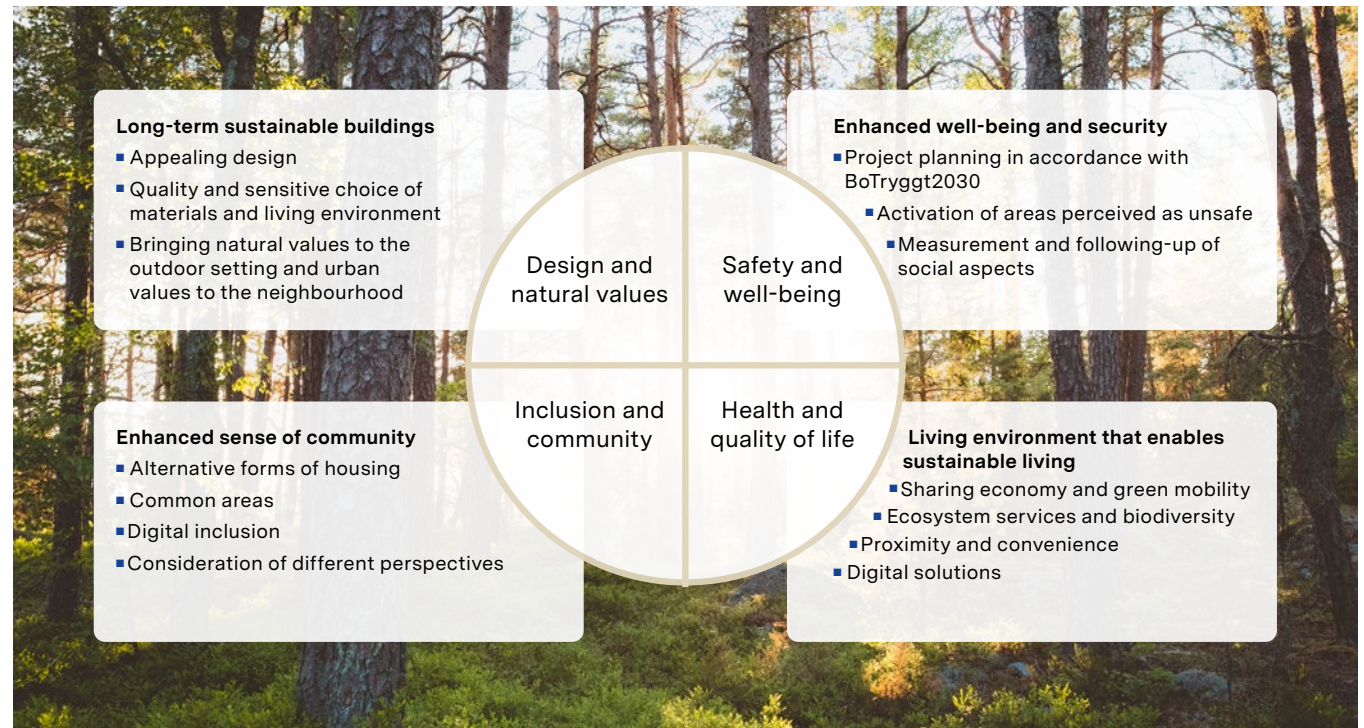 Long-term sustainable buildings
■ Appealing design
■ Quality and sensitive choice of
materials and living environment
■ Bringing natural values to the
outdoor setting and urban
values to the neighbourhood
Enhanced well-being and security
■ Project planning in accordance with
BoTryggt2030
■ Activation of areas perceived as unsafe
■ Measurement and following-up of
social aspects
Design and
natural values
Safety and
well-being
Inclusion and
community
Health and
quality of life
Enhanced sense of community
■ Alternative forms of housing
■ Common areas
■ Digital inclusion
■ Consideration of different perspectives
Living environment that enables
sustainable living
■ Sharing economy and green mobility
■ Ecosystem services and biodiversity
■ Proximity and convenience
■ Digital solutions